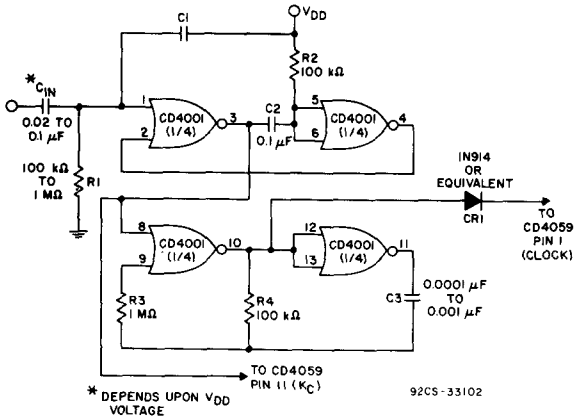 C1
VDD
R2
100 kΩ
*CIN
0.02 TO
0.1 µF
1
2
CD4001
(1/4)
3
C2
0.1 µF
5
6
CD4001
(1/4)
4
100 kΩ
TO
1 MΩ
R1
IN914
OR
EQUIVALENT
CR1
TO
CD4059
PIN 1
(CLOCK)
8
9
CD4001
(1/4)
10
12
13
CD4001
(1/4)
11
R3
1 MΩ
R4
100 kΩ
C3
0.0001 µF
TO
0.001 µF
TO CD4059
PIN 11 (KC)
* DEPENDS UPON VDD
VOLTAGE
92CS-33102